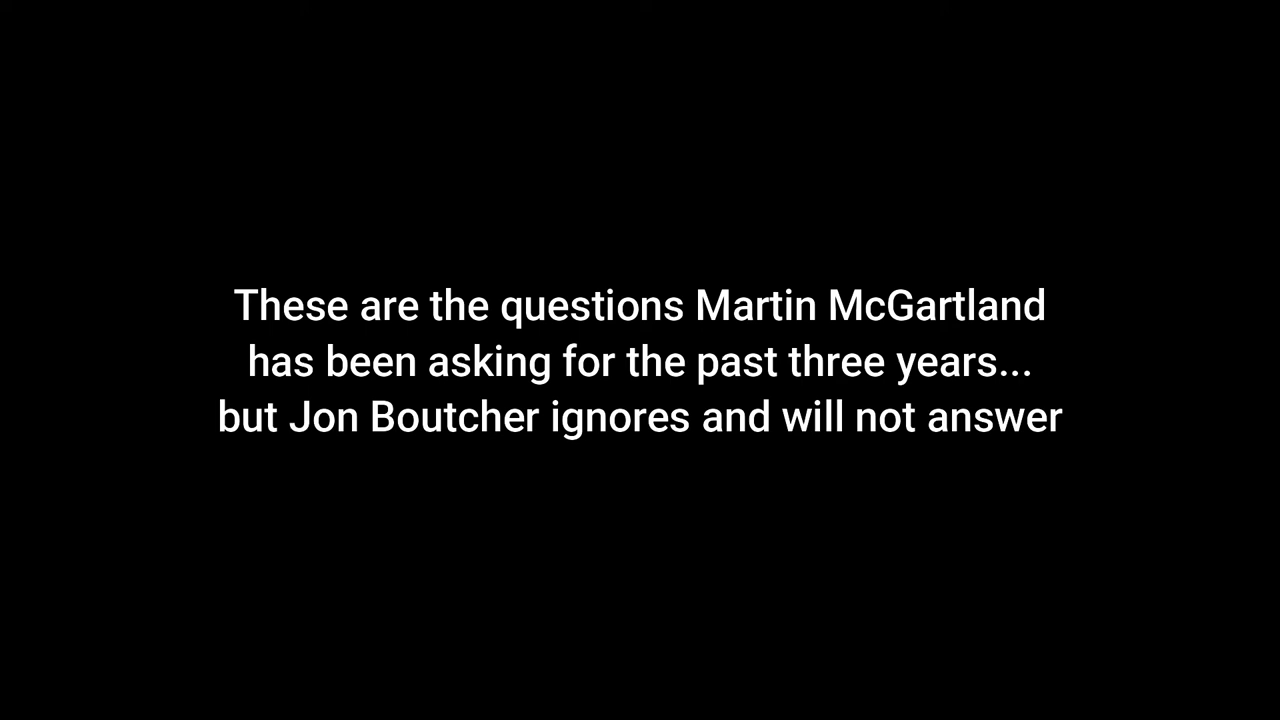 These are the questions Martin McGartland
has been asking for the past three years...
but Jon Boutcher ignores and will not answer